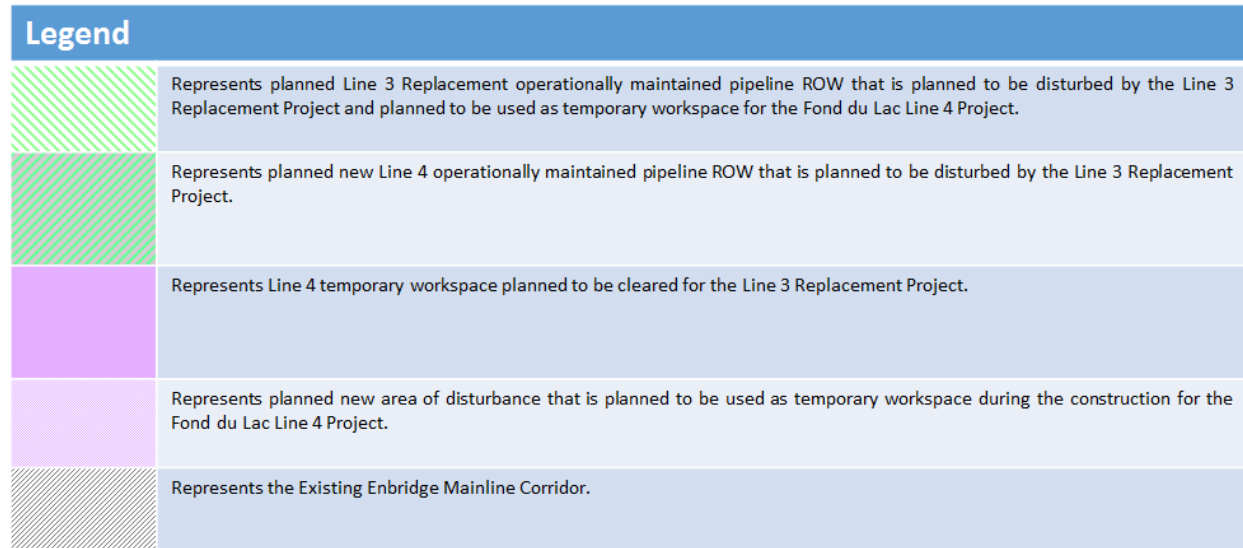 Legend
Represents planned Line 3 Replacement operationally maintained pipeline ROW that is planned to be disturbed by the Line 3
Replacement Project and planned to be used as temporary workspace for the Fond du Lac Line 4 Project.
Represents planned new Line 4 operationally maintained pipeline ROW that is planned to be disturbed by the Line 3 Replacement
Project.
Represents Line 4 temporary workspace planned to be cleared for the Line 3 Replacement Project.
Represents planned new area of disturbance that is planned to be used as temporary workspace during the construction for the
Fond du Lac Line 4 Project.
Represents the Existing Enbridge Mainline Corridor.